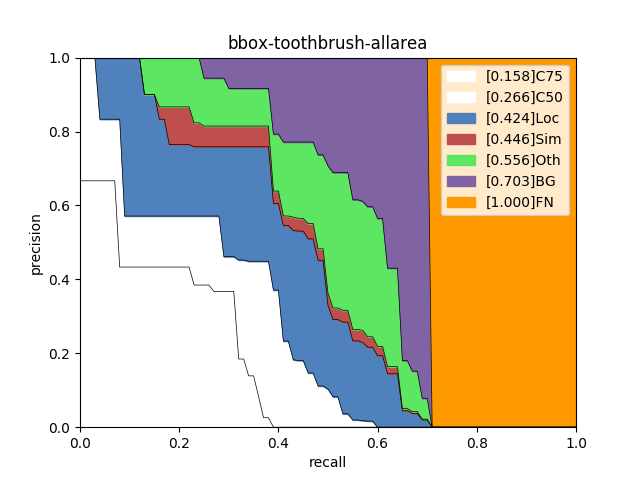 bbox-toothbrush-allarea
precision
1.0
0.8
0.6
0.4
0.2
0.0
[0.158]C75
[0.266]C50
[0.424]Loc
[0.446]Sim
[0.556]Oth
[0.703]BG
[1.000]FN
0.0 0.2 0.4 0.6 0.8 1.0
recall